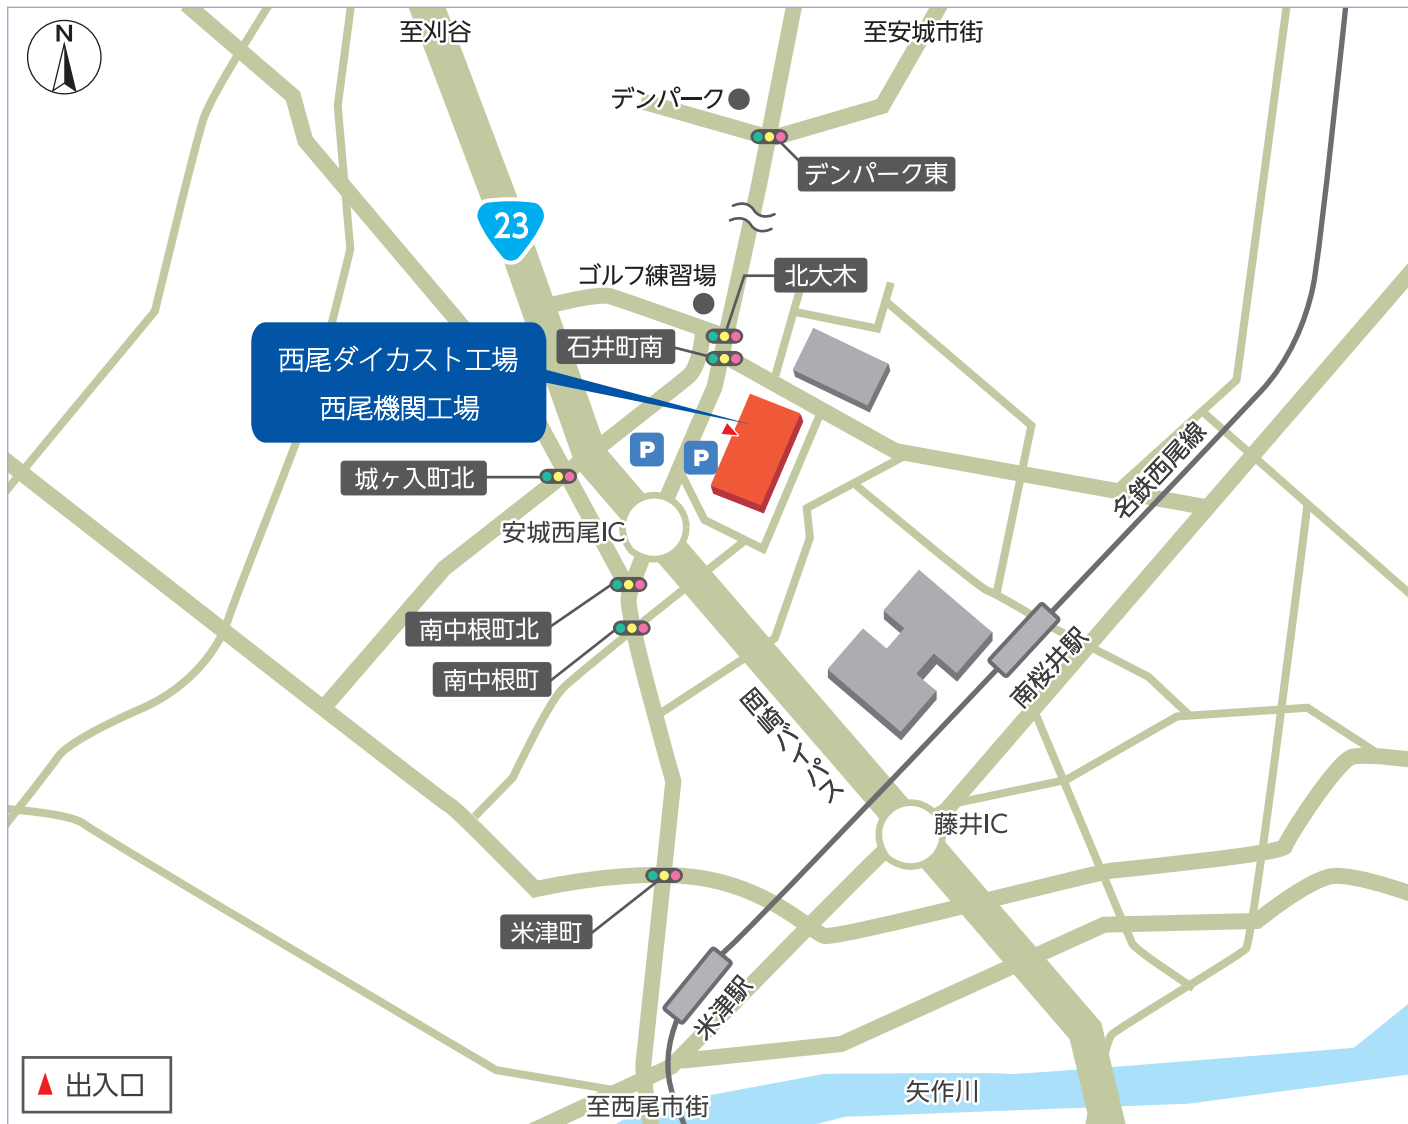 N
至刈谷
至安城市街
デンパーク
デンパーク東
23
ゴルフ練習場
北大木
石井町南
西尾ダイカスト工場
西尾機関工場
P
P
城ヶ入町北
名鉄西尾線
安城西尾IC
南中根町北
南中根町
南桜井駅
岡崎バイパス
藤井IC
米津町
米津駅
出入口
矢作川
至西尾市街